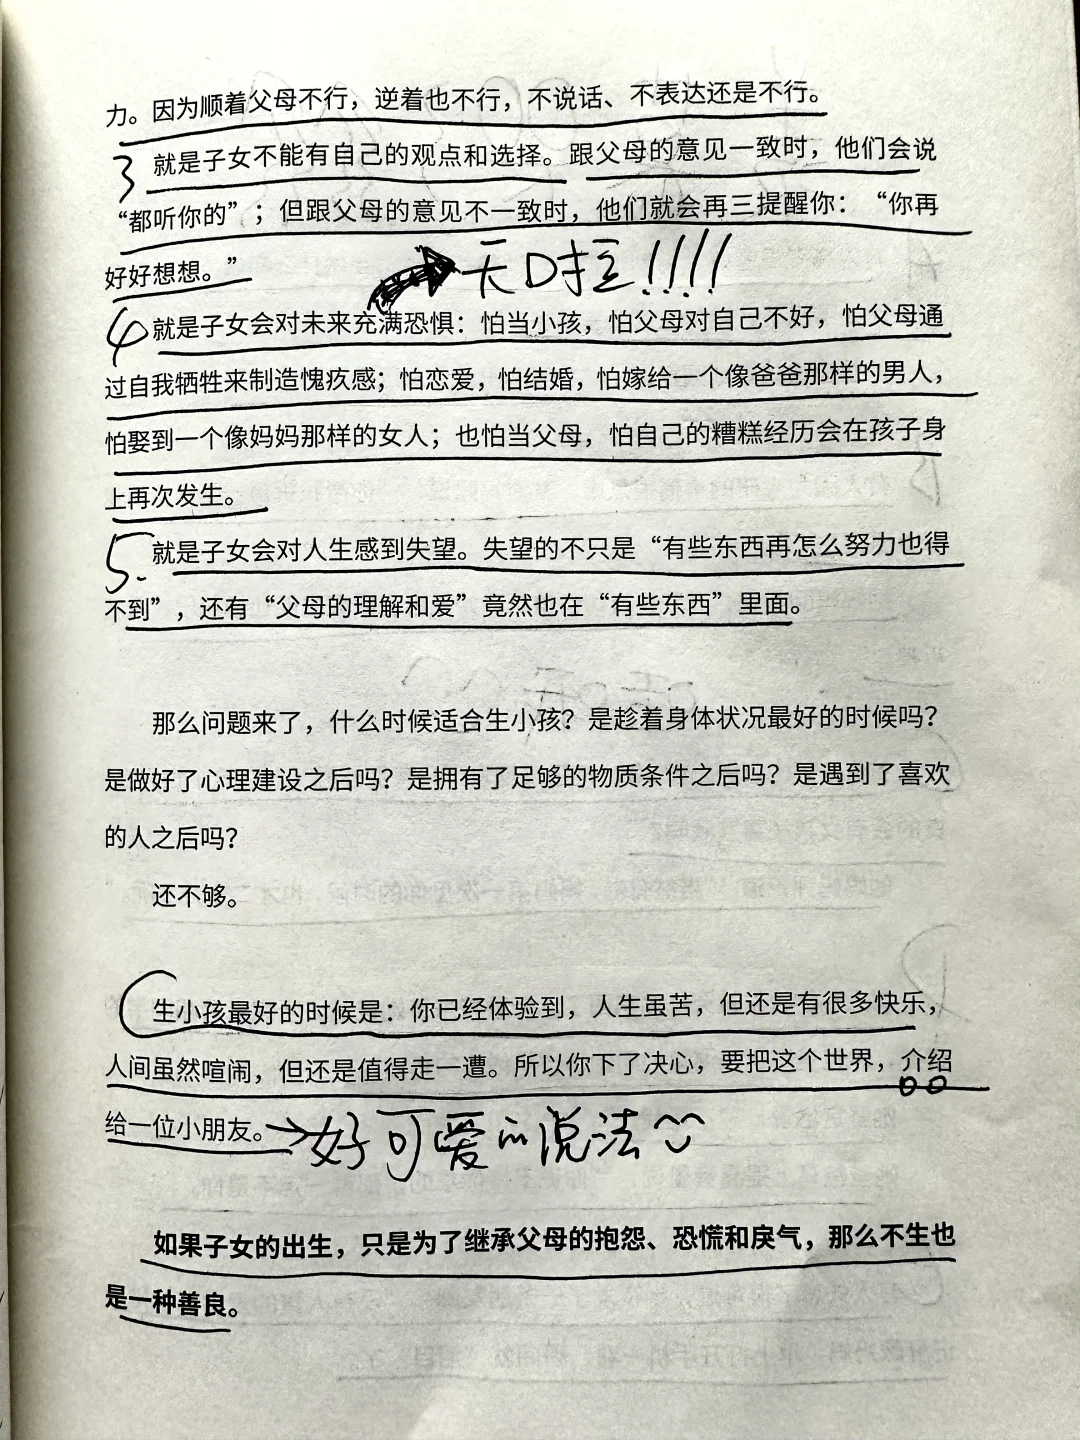 力。因为顺着父母不行，逆着也不行，不说话、不表达还是不行。
3 就是子女不能有自己的观点和选择。跟父母的意见一致时，他们会说
“都听你的”；但跟父母的意见不一致时，他们就会再三提醒你：“你再
好好想想。”
天口拉!!!!
4 就是子女会对未来充满恐惧：怕当小孩，怕父母对自己不好，怕父母通
过自我牺牲来制造愧疚感；怕恋爱，怕结婚，怕嫁给一个像爸爸那样的男人，
怕娶到一个像妈妈那样的女人；也怕当父母，怕自己的糟糕经历会在孩子身
上再次发生。
5. 就是子女会对人生感到失望。失望的不只是“有些东西再怎么努力也得
不到”，还有“父母的理解和爱”竟然也在“有些东西”里面。
那么问题来了，什么时候适合生小孩？是趁着身体状况最好的时候吗？
是做好了心理建设之后吗？是拥有了足够的物质条件之后吗？是遇到了喜欢
的人之后吗？
还不够。
生小孩最好的时候是：你已经体验到，人生虽苦，但还是有很多快乐，
人间虽然喧闹，但还是值得走一遭。所以你下了决心，要把这个世界，介绍
给一位小朋友。→好可爱的说法
如果子女的出生，只是为了继承父母的抱怨、恐慌和戾气，那么不生也
是一种善良。